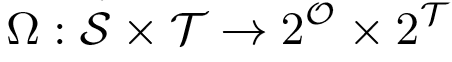 Ω : 𝒮 × 𝒯 → 2^𝒪 × 2^𝒯